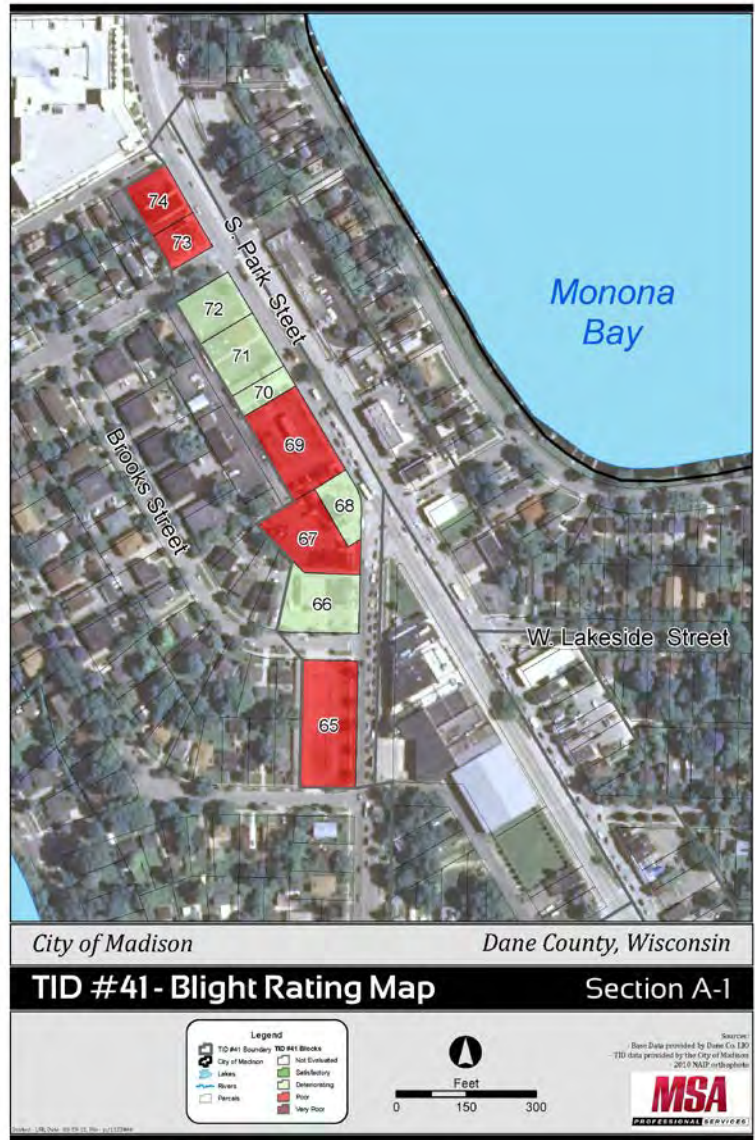 74
73
S. Park Steet
72
71
70
Monona
Bay
69
Brooks Street
68
67
66
W. Lakeside Street
65
City of Madison
Dane County, Wisconsin
TID #41 - Blight Rating Map
Section A-1
Legend
TID #41 Boundary
City of Madison
Lakes
Rivers
Parcels
TID #41 Blocks
Not Evaluated
Satisfactory
Deteriorating
Poor
Very Poor
Feet
0 150 300
Sources:
- Base Data provided by Dane Co. LIO
- TID data provided by the City of Madison
- 2010 NAIP orthophoto
MSA
PROFESSIONAL SERVICES